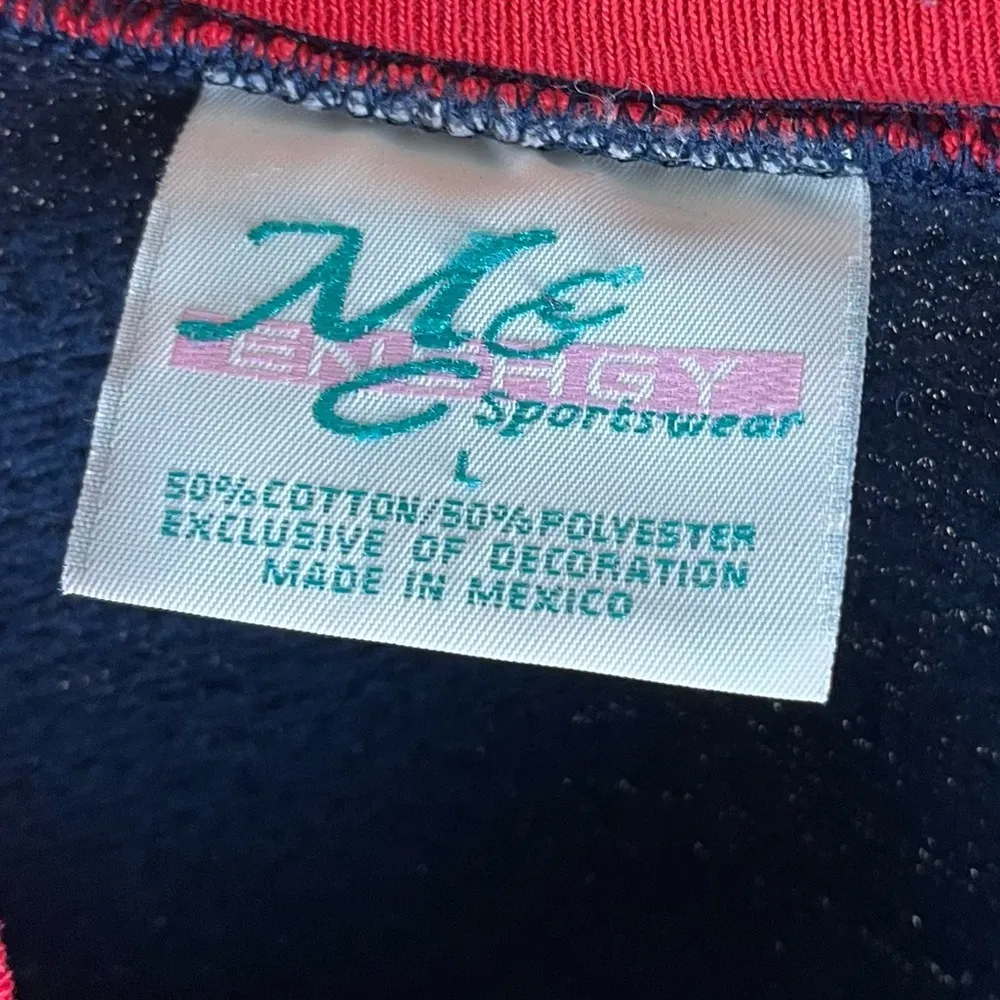 ME
ENERGY
Sportswear
L
50% COTTON/50% POLYESTER
EXCLUSIVE OF DECORATION
MADE IN MEXICO